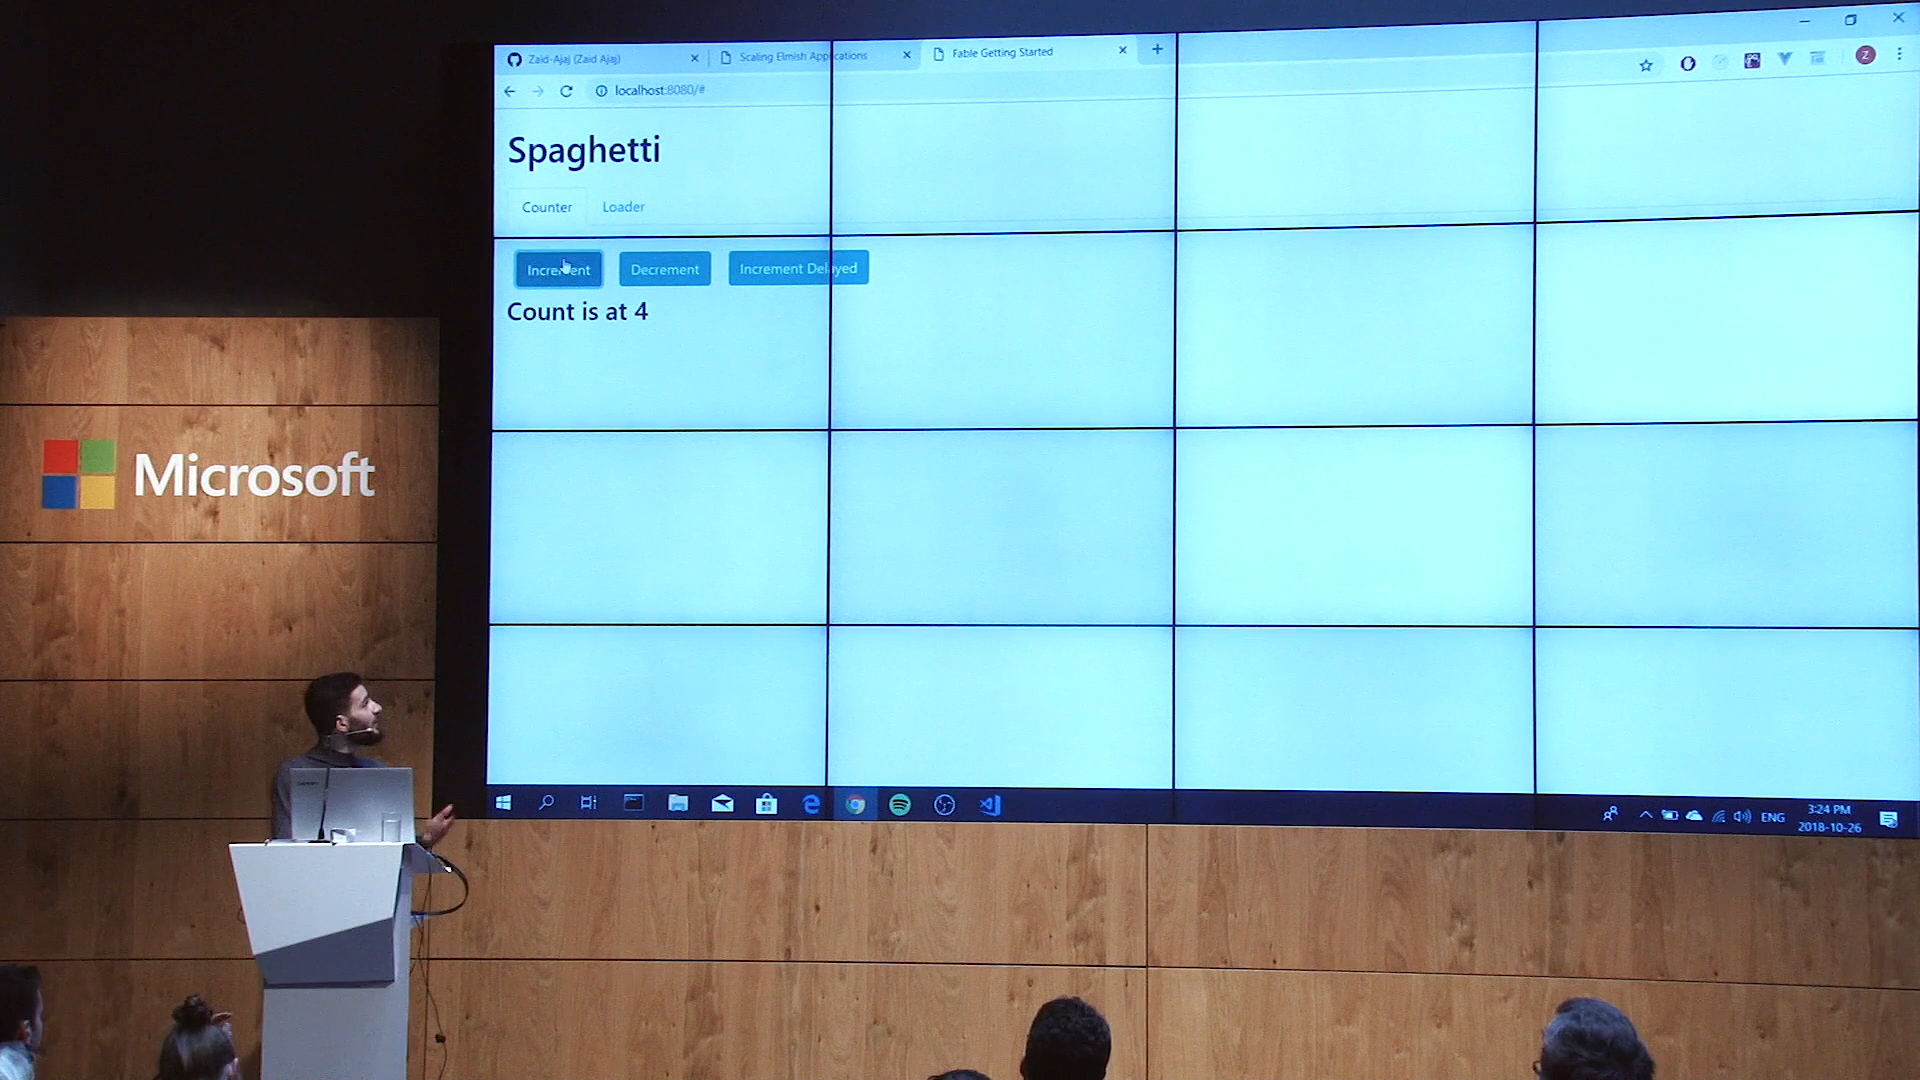 Zaid-Ajaj (Zaid Ajaj)
Scaling Elmish Applications
Fable Getting Started
localhost:8080/#
Z
Spaghetti
Counter
Loader
Increment
Decrement
Increment Delayed
Count is at 4
Microsoft
ENG
3:24 PM
2018-10-26